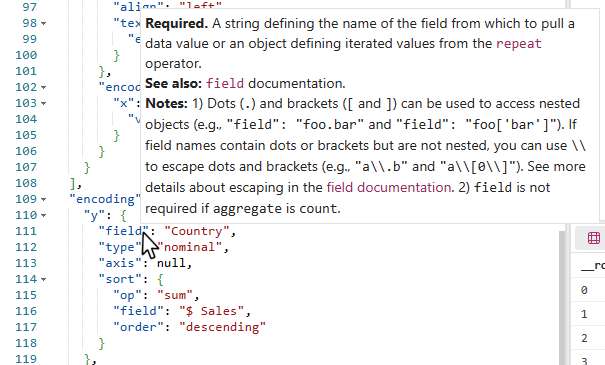 97 "align": "left"
98 "tex
99 "e
100 }
101 },
102 "encod
103 "x":
104 "v
105 }
106 }
107 }
108 ],
109 "encoding"
110 "y": {
111 "field": "Country",
112 "type": "nominal",
113 "axis": null,
114 "sort": {
115 "op": "sum",
116 "field": "$ Sales",
117 "order": "descending"
118 }
119 },
Required. A string defining the name of the field from which to pull a
data value or an object defining iterated values from the repeat
operator.
See also: field documentation.
Notes: 1) Dots (.) and brackets ([ and ]) can be used to access nested
objects (e.g., "field": "foo.bar" and "field": "foo['bar']"). If
field names contain dots or brackets but are not nested, you can use \\
to escape dots and brackets (e.g., "a\\.b" and "a\\[0\\]"). See more
details about escaping in the field documentation. 2) field is not
required if aggregate is count.
__ro
0
1
2
3